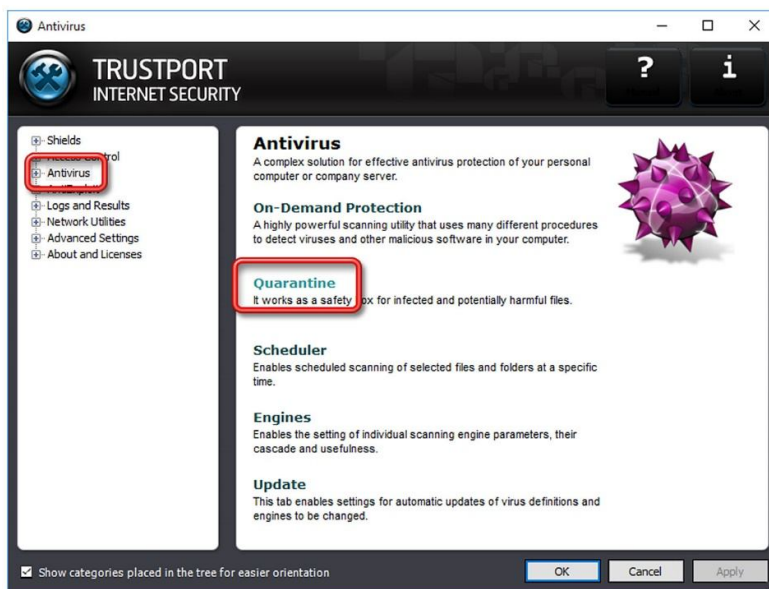 Antivirus
TRUSTPORT
INTERNET SECURITY
?
i
Shields
Access Control
Antivirus
AntiExploit
Logs and Results
Network Utilities
Advanced Settings
About and Licenses
Antivirus
A complex solution for effective antivirus protection of your personal
computer or company server.
On-Demand Protection
A highly powerful scanning utility that uses many different procedures
to detect viruses and other malicious software in your computer.
Quarantine
It works as a safety box for infected and potentially harmful files.
Scheduler
Enables scheduled scanning of selected files and folders at a specific
time.
Engines
Enables the setting of individual scanning engine parameters, their
cascade and usefulness.
Update
This tab enables settings for automatic updates of virus definitions and
engines to be changed.
Show categories placed in the tree for easier orientation
OK
Cancel
Apply